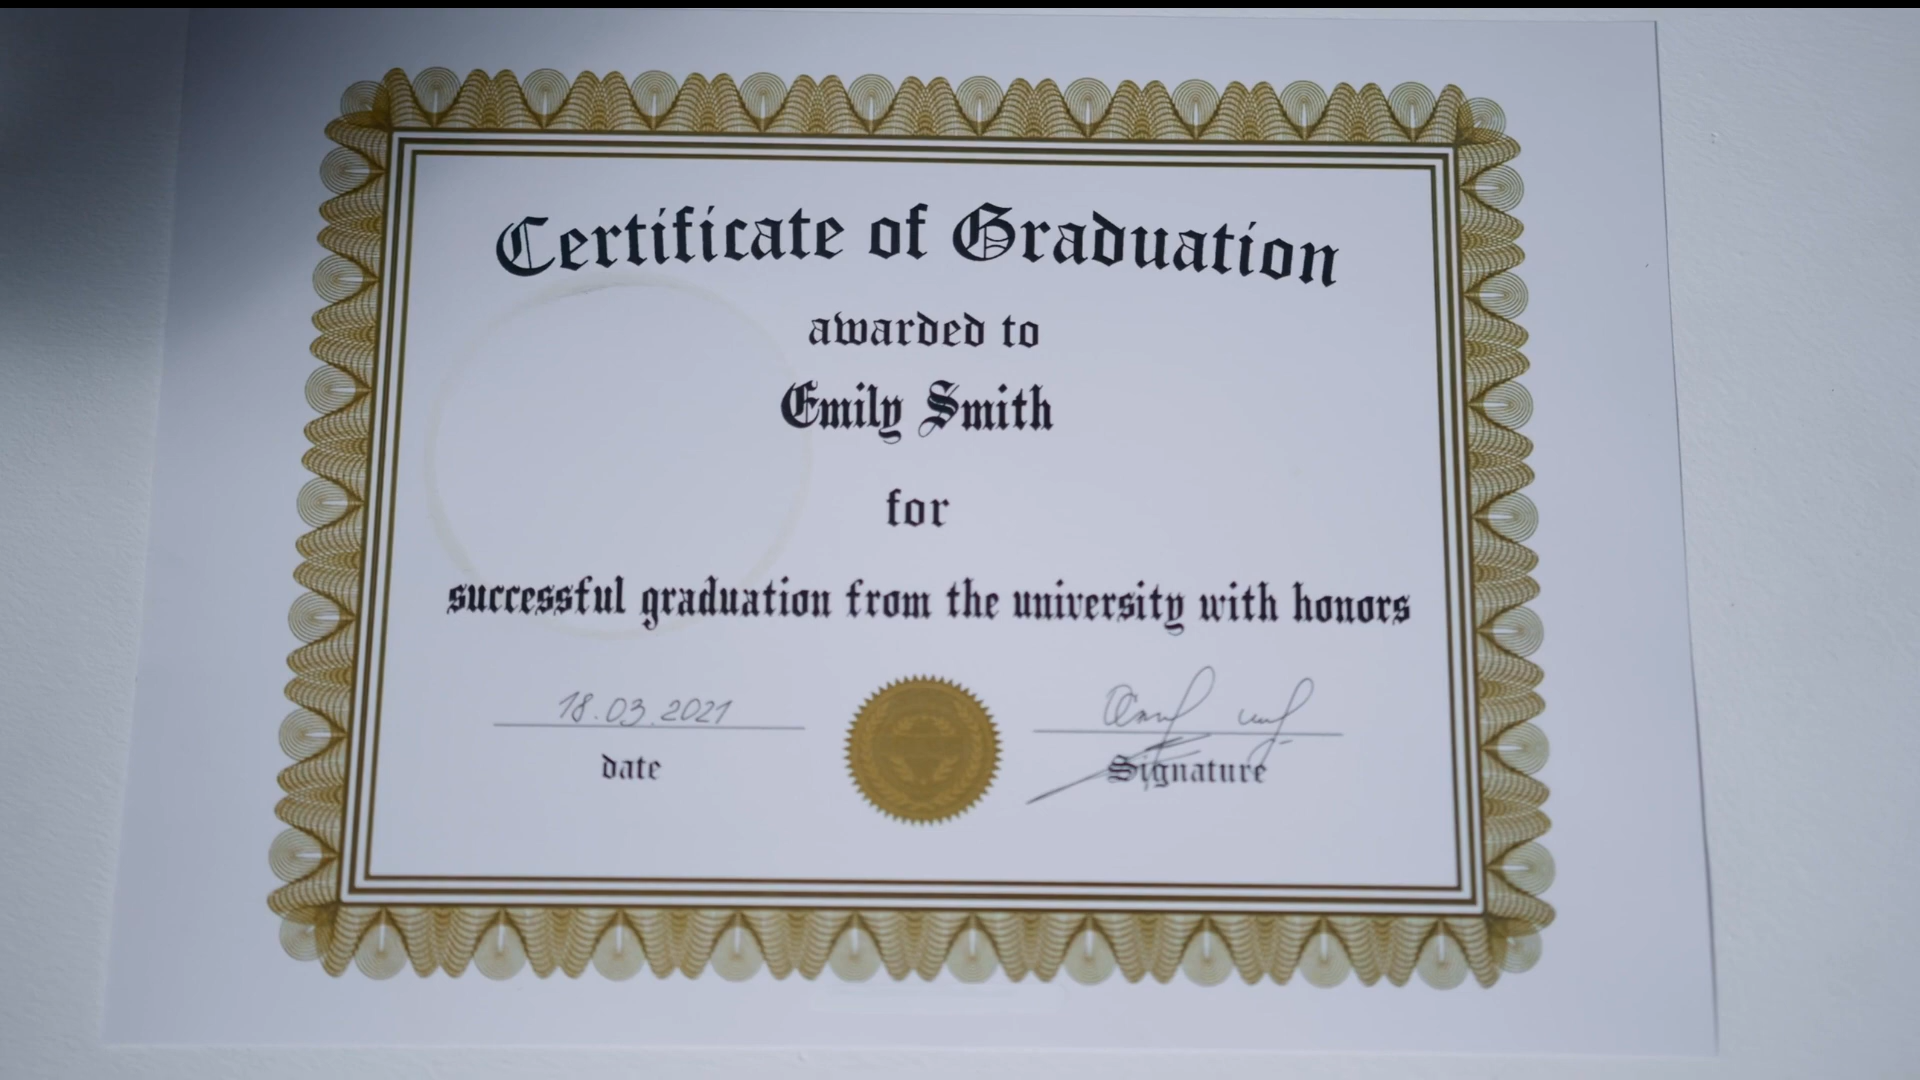 Certificate of Graduation
awarded to
Emily Smith
for
successful graduation from the university with honors
18.03.2021
date
Signature